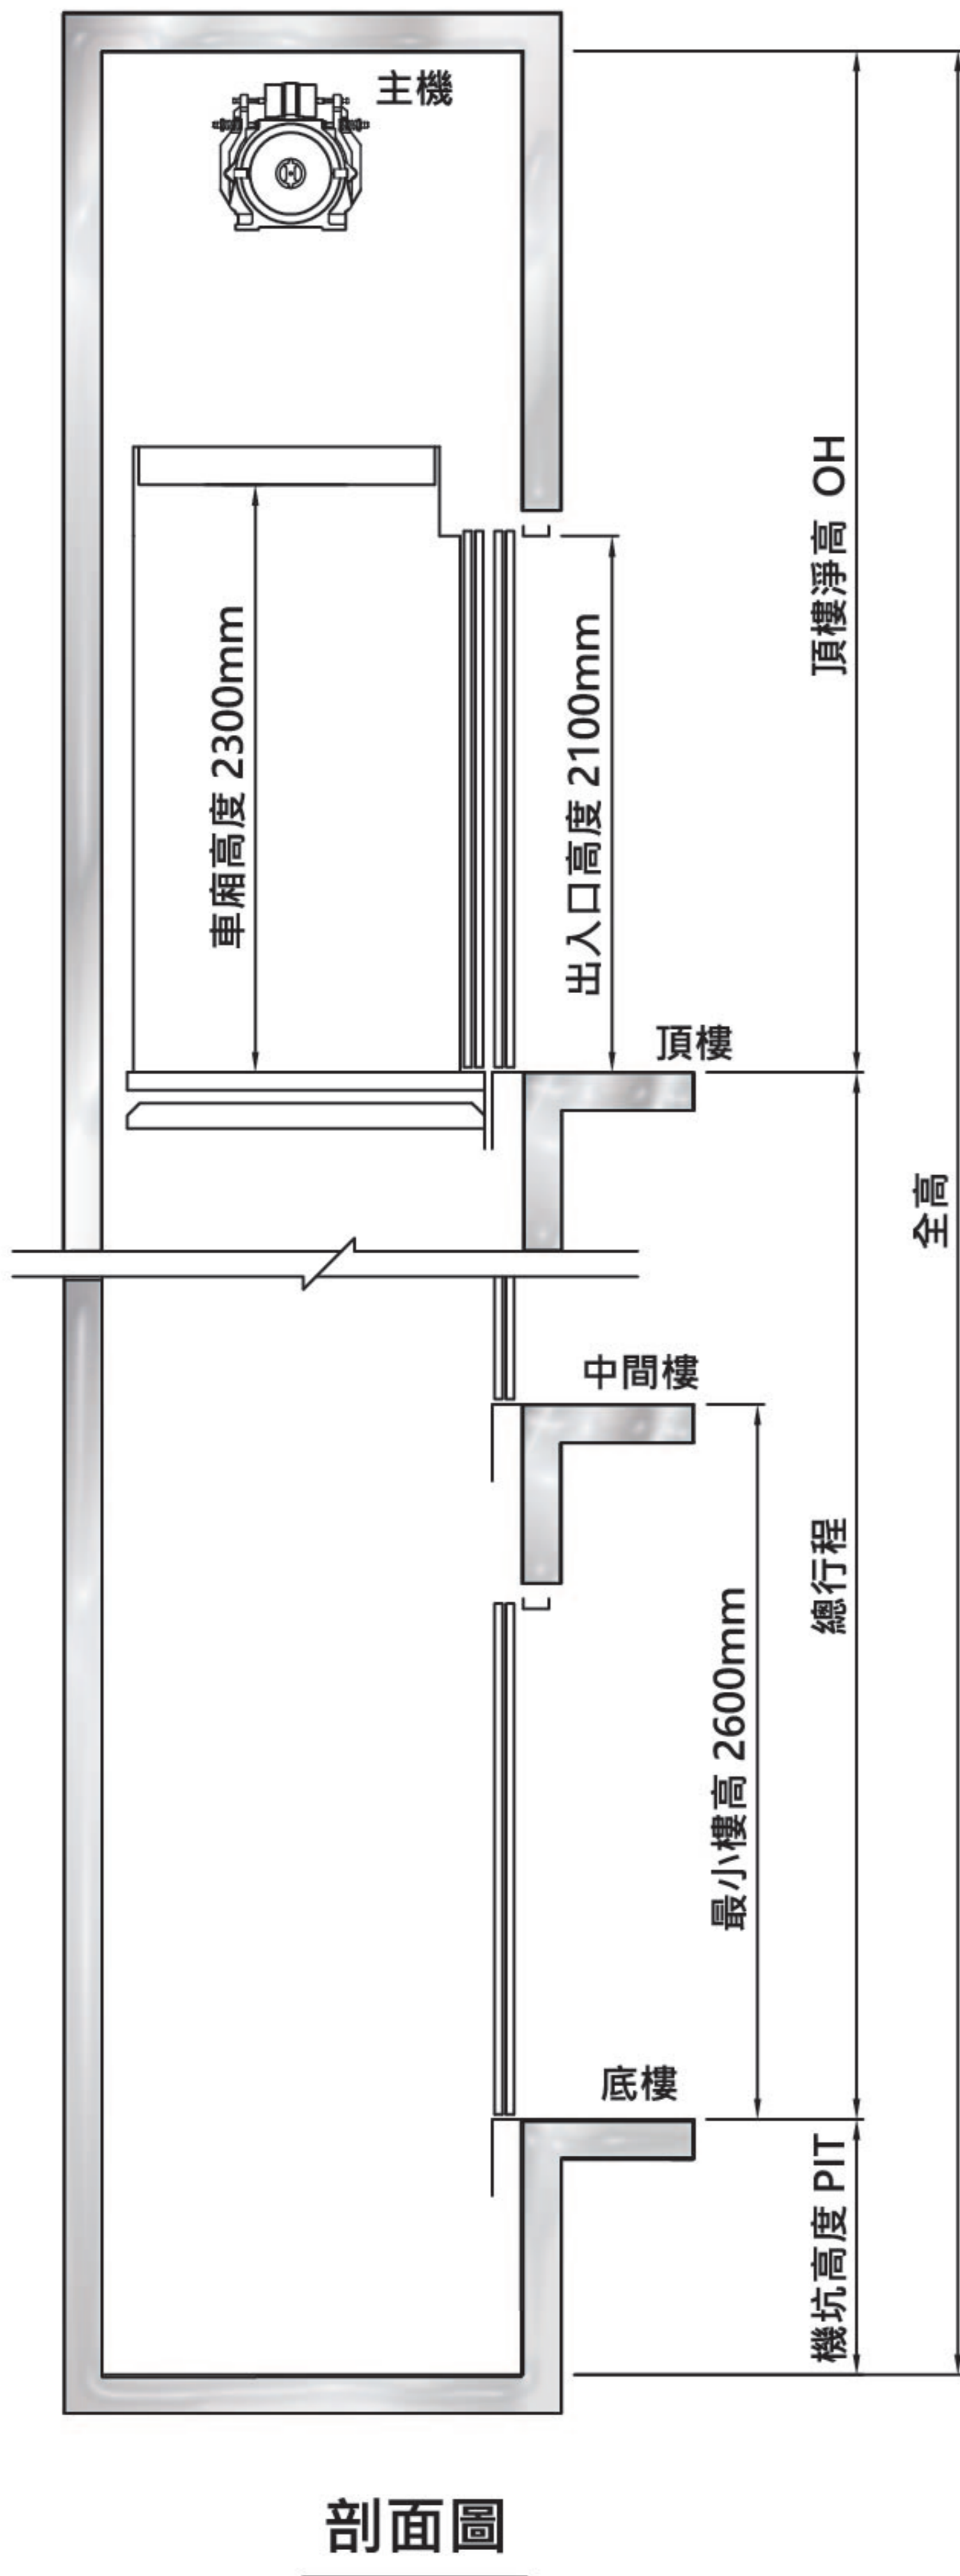 主機
頂樓淨高 OH
車廂高度 2300mm
出入口高度 2100mm
頂樓
全高
中間樓
總行程
最小樓高 2600mm
底樓
機坑高度 PIT
剖面圖